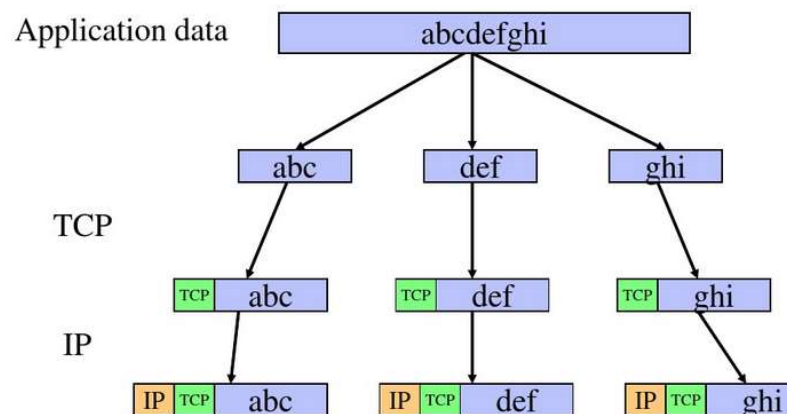 Application data
abcdefghi
abc def ghi
TCP
TCP abc TCP def TCP ghi
IP
IP TCP abc IP TCP def IP TCP ghi